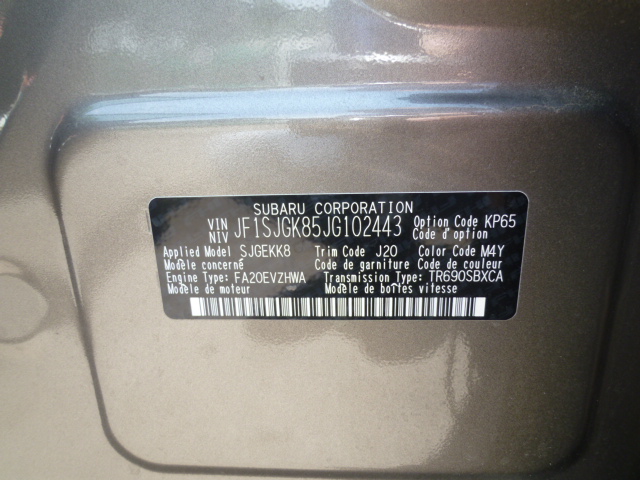 SUBARU CORPORATION
VIN NIV JF1SJGK85JG102443 Option Code Code d'option KP65
Applied Model SJGEKK8 Trim Code J20 Color Code M4Y
Modèle concerné Code de garniture Code de couleur
Engine Type: FA20EVZHWA Transmission Type: TR690SBXCA
Modèle de moteur Modèle de boîtes vitesse